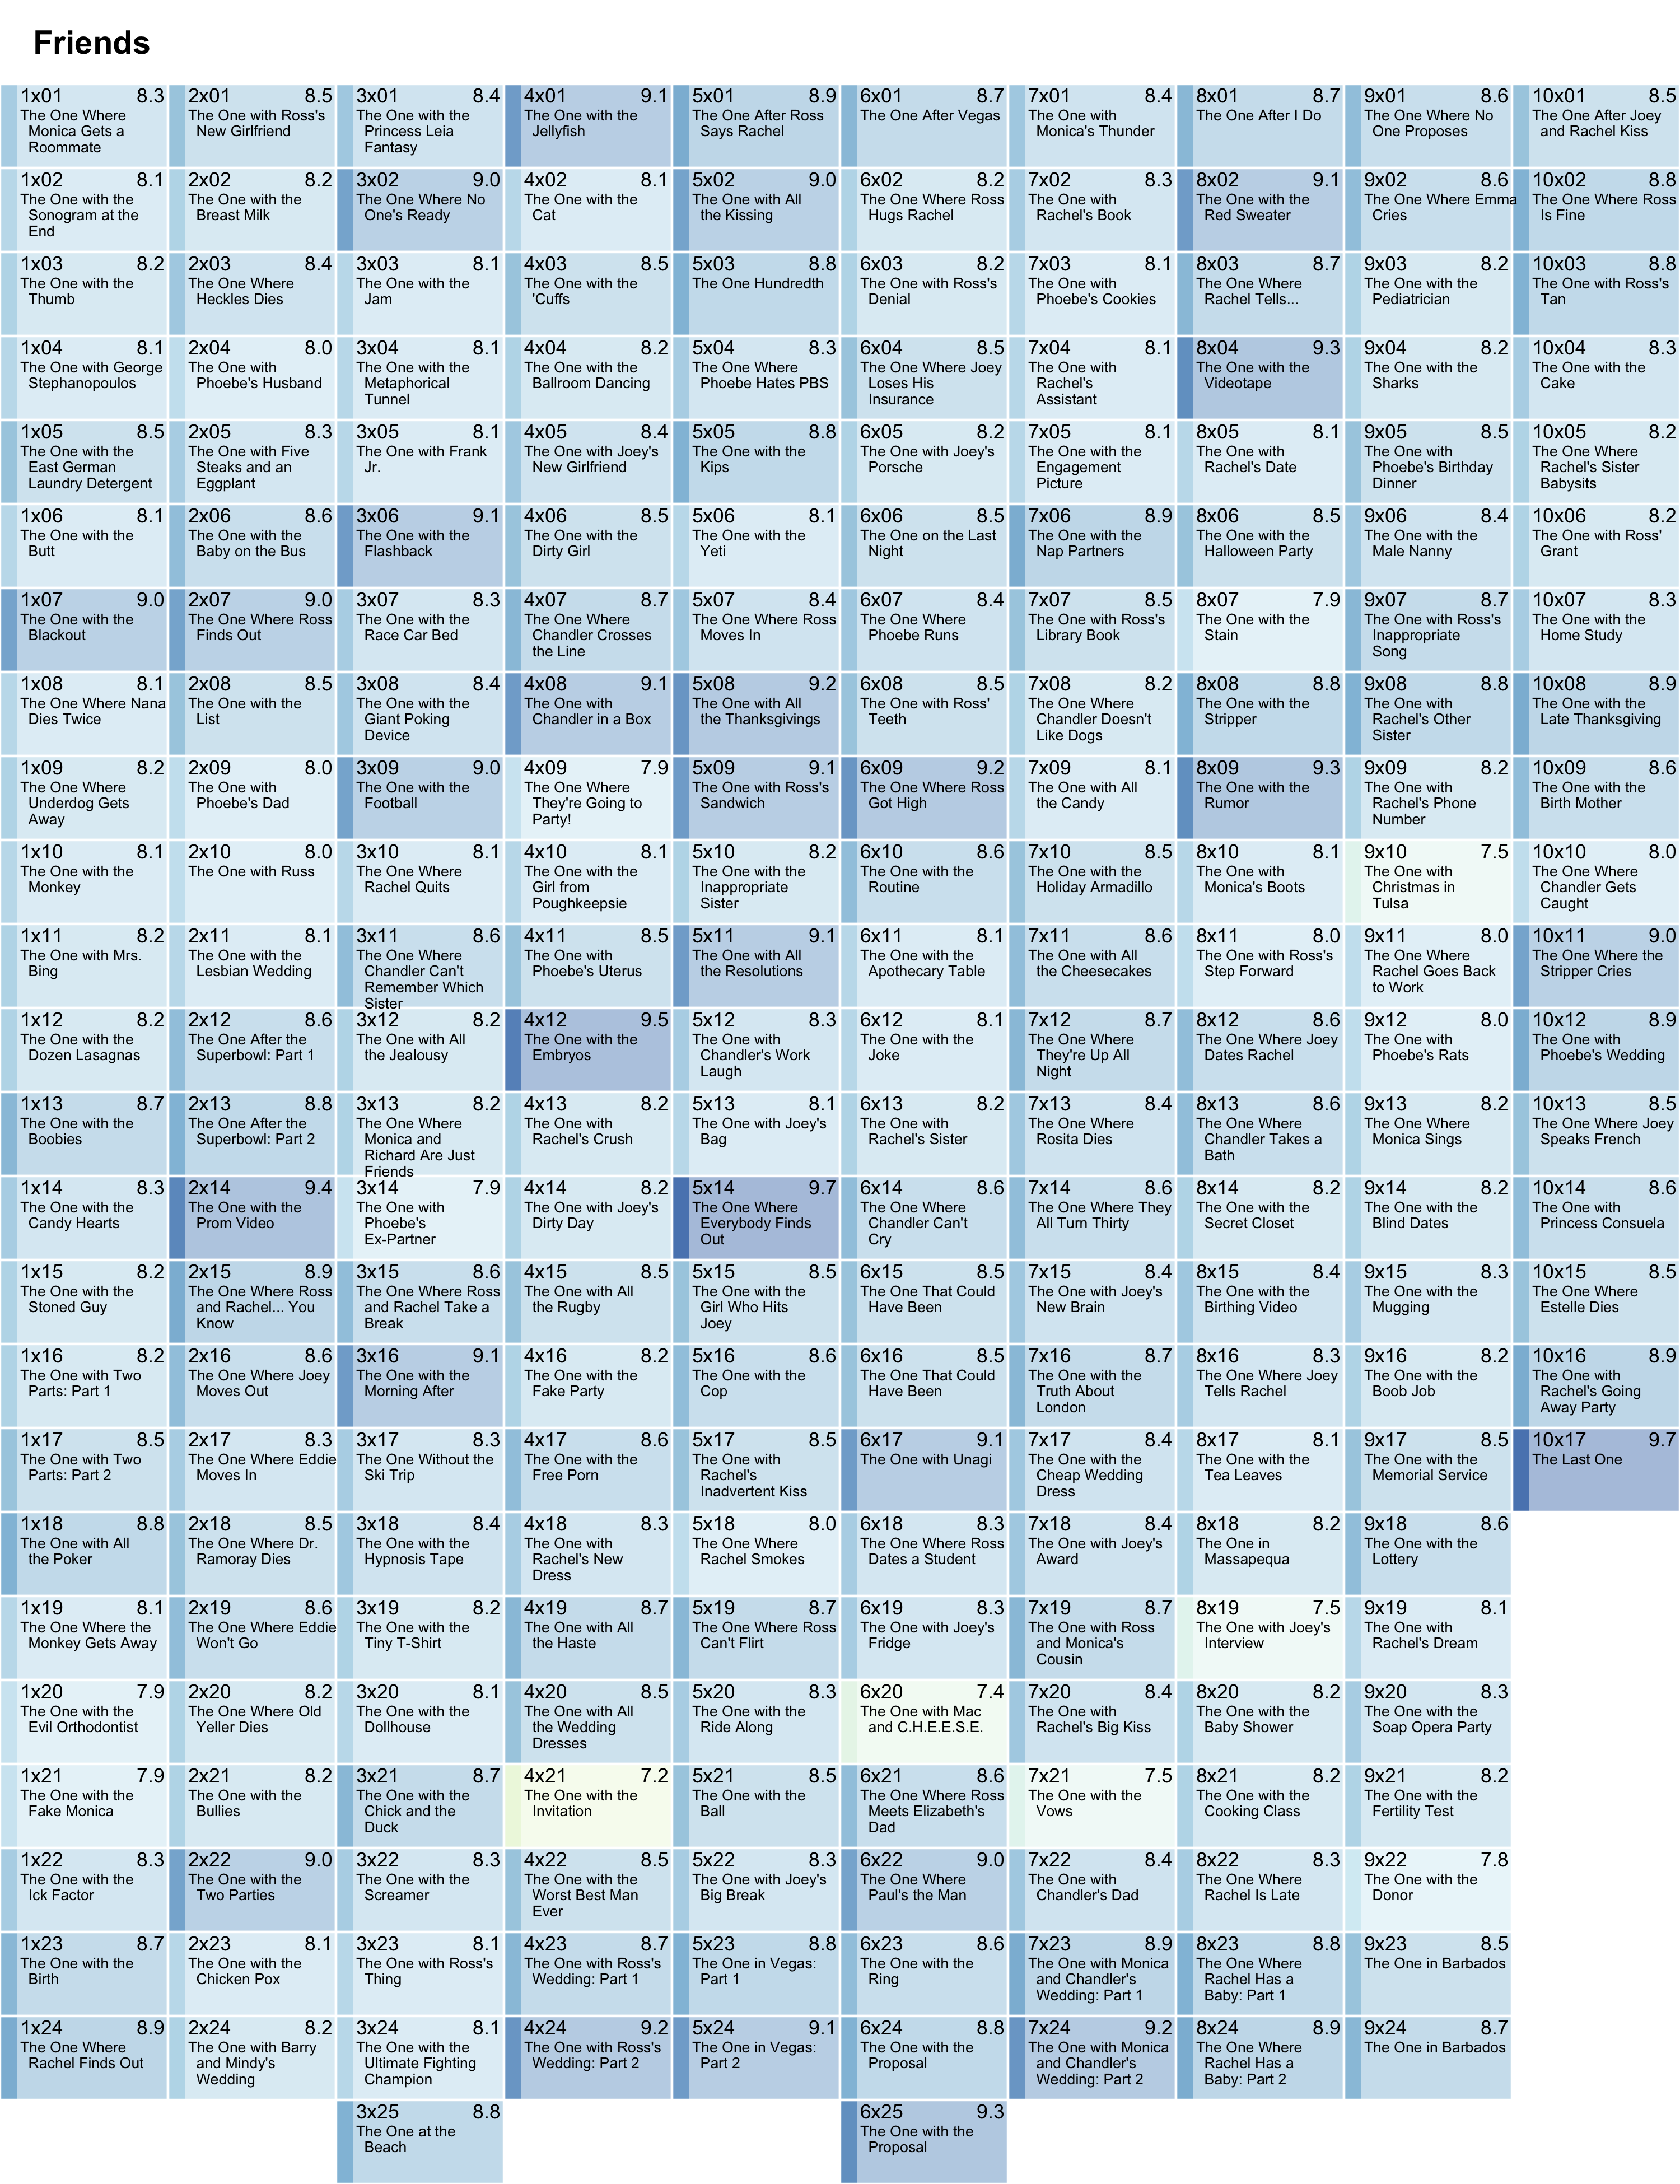 Friends
1x01 8.3
The One Where
Monica Gets a
Roommate
1x02 8.1
The One with the
Sonogram at the
End
1x03 8.2
The One with the
Thumb
1x04 8.1
The One with George
Stephanopoulos
1x05 8.5
The One with the
East German
Laundry Detergent
1x06 8.1
The One with the
Butt
1x07 9.0
The One with the
Blackout
1x08 8.1
The One Where Nana
Dies Twice
1x09 8.2
The One Where
Underdog Gets
Away
1x10 8.1
The One with the
Monkey
1x11 8.2
The One with Mrs.
Bing
1x12 8.2
The One with the
Dozen Lasagnas
1x13 8.7
The One with the
Boobies
1x14 8.3
The One with the
Candy Hearts
1x15 8.2
The One with the
Stoned Guy
1x16 8.2
The One with Two
Parts: Part 1
1x17 8.5
The One with Two
Parts: Part 2
1x18 8.8
The One with All
the Poker
1x19 8.1
The One Where the
Monkey Gets Away
1x20 7.9
The One with the
Evil Orthodontist
1x21 7.9
The One with the
Fake Monica
1x22 8.3
The One with the
Ick Factor
1x23 8.7
The One with the
Birth
1x24 8.9
The One Where
Rachel Finds Out
2x01 8.5
The One with Ross's
New Girlfriend
2x02 8.2
The One with the
Breast Milk
2x03 8.4
The One Where
Heckles Dies
2x04 8.0
The One with
Phoebe's Husband
2x05 8.3
The One with Five
Steaks and an
Eggplant
2x06 8.6
The One with the
Baby on the Bus
2x07 9.0
The One Where Ross
Finds Out
2x08 8.5
The One with the
List
2x09 8.0
The One with
Phoebe's Dad
2x10 8.0
The One with Russ
2x11 8.1
The One with the
Lesbian Wedding
2x12 8.6
The One After the
Superbowl: Part 1
2x13 8.8
The One After the
Superbowl: Part 2
2x14 9.4
The One with the
Prom Video
2x15 8.9
The One Where Ross
and Rachel... You
Know
2x16 8.6
The One Where Joey
Moves Out
2x17 8.3
The One Where Eddie
Moves In
2x18 8.5
The One Where Dr.
Ramoray Dies
2x19 8.6
The One Where Eddie
Won't Go
2x20 8.2
The One Where Old
Yeller Dies
2x21 8.2
The One with the
Bullies
2x22 9.0
The One with the
Two Parties
2x23 8.1
The One with the
Chicken Pox
2x24 8.2
The One with Barry
and Mindy's
Wedding
3x01 8.4
The One with the
Princess Leia
Fantasy
3x02 9.0
The One Where No
One's Ready
3x03 8.1
The One with the
Jam
3x04 8.1
The One with the
Metaphorical
Tunnel
3x05 8.1
The One with Frank
Jr.
3x06 9.1
The One with the
Flashback
3x07 8.3
The One with the
Race Car Bed
3x08 8.4
The One with the
Giant Poking
Device
3x09 9.0
The One with the
Football
3x10 8.1
The One Where
Rachel Quits
3x11 8.6
The One Where
Chandler Can't
Remember Which
Sister
3x12 8.2
The One with All
the Jealousy
3x13 8.2
The One Where
Monica and
Richard Are Just
Friends
3x14 7.9
The One with
Phoebe's
Ex-Partner
3x15 8.6
The One Where Ross
and Rachel Take a
Break
3x16 9.1
The One with the
Morning After
3x17 8.3
The One Without the
Ski Trip
3x18 8.4
The One with the
Hypnosis Tape
3x19 8.2
The One with the
Tiny T-Shirt
3x20 8.1
The One with the
Dollhouse
3x21 8.7
The One with the
Chick and the
Duck
3x22 8.3
The One with the
Screamer
3x23 8.1
The One with Ross's
Thing
3x24 8.1
The One with the
Ultimate Fighting
Champion
3x25 8.8
The One at the
Beach
4x01 9.1
The One with the
Jellyfish
4x02 8.1
The One with the
Cat
4x03 8.5
The One with the
'Cuffs
4x04 8.2
The One with the
Ballroom Dancing
4x05 8.4
The One with Joey's
New Girlfriend
4x06 8.5
The One with the
Dirty Girl
4x07 8.7
The One Where
Chandler Crosses
the Line
4x08 9.1
The One with
Chandler in a Box
4x09 7.9
The One Where
They're Going to
Party!
4x10 8.1
The One with the
Girl from
Poughkeepsie
4x11 8.5
The One with
Phoebe's Uterus
4x12 9.5
The One with the
Embryos
4x13 8.2
The One with
Rachel's Crush
4x14 8.2
The One with Joey's
Dirty Day
4x15 8.5
The One with All
the Rugby
4x16 8.2
The One with the
Fake Party
4x17 8.6
The One with the
Free Porn
4x18 8.3
The One with
Rachel's New
Dress
4x19 8.7
The One with All
the Haste
4x20 8.5
The One with All
the Wedding
Dresses
4x21 7.2
The One with the
Invitation
4x22 8.5
The One with the
Worst Best Man
Ever
4x23 8.7
The One with Ross's
Wedding: Part 1
4x24 9.2
The One with Ross's
Wedding: Part 2
5x01 8.9
The One After Ross
Says Rachel
5x02 9.0
The One with All
the Kissing
5x03 8.8
The One Hundredth
5x04 8.3
The One Where
Phoebe Hates PBS
5x05 8.8
The One with the
Kips
5x06 8.1
The One with the
Yeti
5x07 8.4
The One Where Ross
Moves In
5x08 9.2
The One with All
the Thanksgivings
5x09 9.1
The One with Ross's
Sandwich
5x10 8.2
The One with the
Inappropriate
Sister
5x11 9.1
The One with All
the Resolutions
5x12 8.3
The One with
Chandler's Work
Laugh
5x13 8.1
The One with Joey's
Bag
5x14 9.7
The One Where
Everybody Finds
Out
5x15 8.5
The One with the
Girl Who Hits
Joey
5x16 8.6
The One with the
Cop
5x17 8.5
The One with
Rachel's
Inadvertent Kiss
5x18 8.0
The One Where
Rachel Smokes
5x19 8.7
The One Where Ross
Can't Flirt
5x20 8.3
The One with the
Ride Along
5x21 8.5
The One with the
Ball
5x22 8.3
The One with Joey's
Big Break
5x23 8.8
The One in Vegas:
Part 1
5x24 9.1
The One in Vegas:
Part 2
6x01 8.7
The One After Vegas
6x02 8.2
The One Where Ross
Hugs Rachel
6x03 8.2
The One with Ross's
Denial
6x04 8.5
The One Where Joey
Loses His
Insurance
6x05 8.2
The One with Joey's
Porsche
6x06 8.5
The One on the Last
Night
6x07 8.4
The One Where
Phoebe Runs
6x08 8.5
The One with Ross'
Teeth
6x09 9.2
The One Where Ross
Got High
6x10 8.6
The One with the
Routine
6x11 8.1
The One with the
Apothecary Table
6x12 8.1
The One with the
Joke
6x13 8.2
The One with
Rachel's Sister
6x14 8.6
The One Where
Chandler Can't
Cry
6x15 8.5
The One That Could
Have Been
6x16 8.5
The One That Could
Have Been
6x17 9.1
The One with Unagi
6x18 8.3
The One Where Ross
Dates a Student
6x19 8.3
The One with Joey's
Fridge
6x20 7.4
The One with Mac
and C.H.E.E.S.E.
6x21 8.6
The One Where Ross
Meets Elizabeth's
Dad
6x22 9.0
The One Where
Paul's the Man
6x23 8.6
The One with the
Ring
6x24 8.8
The One with the
Proposal
6x25 9.3
The One with the
Proposal
7x01 8.4
The One with
Monica's Thunder
7x02 8.3
The One with
Rachel's Book
7x03 8.1
The One with
Phoebe's Cookies
7x04 8.1
The One with
Rachel's
Assistant
7x05 8.1
The One with the
Engagement
Picture
7x06 8.9
The One with the
Nap Partners
7x07 8.5
The One with Ross's
Library Book
7x08 8.2
The One Where
Chandler Doesn't
Like Dogs
7x09 8.1
The One with All
the Candy
7x10 8.5
The One with the
Holiday Armadillo
7x11 8.6
The One with All
the Cheesecakes
7x12 8.7
The One Where
They're Up All
Night
7x13 8.4
The One Where
Rosita Dies
7x14 8.6
The One Where They
All Turn Thirty
7x15 8.4
The One with Joey's
New Brain
7x16 8.7
The One with the
Truth About
London
7x17 8.4
The One with the
Cheap Wedding
Dress
7x18 8.4
The One with Joey's
Award
7x19 8.7
The One with Ross
and Monica's
Cousin
7x20 8.4
The One with
Rachel's Big Kiss
7x21 7.5
The One with the
Vows
7x22 8.4
The One with
Chandler's Dad
7x23 8.9
The One with Monica
and Chandler's
Wedding: Part 1
7x24 9.2
The One with Monica
and Chandler's
Wedding: Part 2
8x01 8.7
The One After I Do
8x02 9.1
The One with the
Red Sweater
8x03 8.7
The One Where
Rachel Tells...
8x04 9.3
The One with the
Videotape
8x05 8.1
The One with
Rachel's Date
8x06 8.5
The One with the
Halloween Party
8x07 7.9
The One with the
Stain
8x08 8.8
The One with the
Stripper
8x09 9.3
The One with the
Rumor
8x10 8.1
The One with
Monica's Boots
8x11 8.0
The One with Ross's
Step Forward
8x12 8.6
The One Where Joey
Dates Rachel
8x13 8.6
The One Where
Chandler Takes a
Bath
8x14 8.2
The One with the
Secret Closet
8x15 8.4
The One with the
Birthing Video
8x16 8.3
The One Where Joey
Tells Rachel
8x17 8.1
The One with the
Tea Leaves
8x18 8.2
The One in
Massapequa
8x19 7.5
The One with Joey's
Interview
8x20 8.2
The One with the
Baby Shower
8x21 8.2
The One with the
Cooking Class
8x22 8.3
The One Where
Rachel Is Late
8x23 8.8
The One Where
Rachel Has a
Baby: Part 1
8x24 8.9
The One Where
Rachel Has a
Baby: Part 2
9x01 8.6
The One Where No
One Proposes
9x02 8.6
The One Where Emma
Cries
9x03 8.2
The One with the
Pediatrician
9x04 8.2
The One with the
Sharks
9x05 8.5
The One with
Phoebe's Birthday
Dinner
9x06 8.4
The One with the
Male Nanny
9x07 8.7
The One with Ross's
Inappropriate
Song
9x08 8.8
The One with
Rachel's Other
Sister
9x09 8.2
The One with
Rachel's Phone
Number
9x10 7.5
The One with
Christmas in
Tulsa
9x11 8.0
The One Where
Rachel Goes Back
to Work
9x12 8.0
The One with
Phoebe's Rats
9x13 8.2
The One Where
Monica Sings
9x14 8.2
The One with the
Blind Dates
9x15 8.3
The One with the
Mugging
9x16 8.2
The One with the
Boob Job
9x17 8.5
The One with the
Memorial Service
9x18 8.6
The One with the
Lottery
9x19 8.1
The One with
Rachel's Dream
9x20 8.3
The One with the
Soap Opera Party
9x21 8.2
The One with the
Fertility Test
9x22 7.8
The One with the
Donor
9x23 8.5
The One in Barbados
9x24 8.7
The One in Barbados
10x01 8.5
The One After Joey
and Rachel Kiss
10x02 8.8
The One Where Ross
Is Fine
10x03 8.8
The One with Ross's
Tan
10x04 8.3
The One with the
Cake
10x05 8.2
The One Where
Rachel's Sister
Babysits
10x06 8.2
The One with Ross'
Grant
10x07 8.3
The One with the
Home Study
10x08 8.9
The One with the
Late Thanksgiving
10x09 8.6
The One with the
Birth Mother
10x10 8.0
The One Where
Chandler Gets
Caught
10x11 9.0
The One Where the
Stripper Cries
10x12 8.9
The One with
Phoebe's Wedding
10x13 8.5
The One Where Joey
Speaks French
10x14 8.6
The One with
Princess Consuela
10x15 8.5
The One Where
Estelle Dies
10x16 8.9
The One with
Rachel's Going
Away Party
10x17 9.7
The Last One